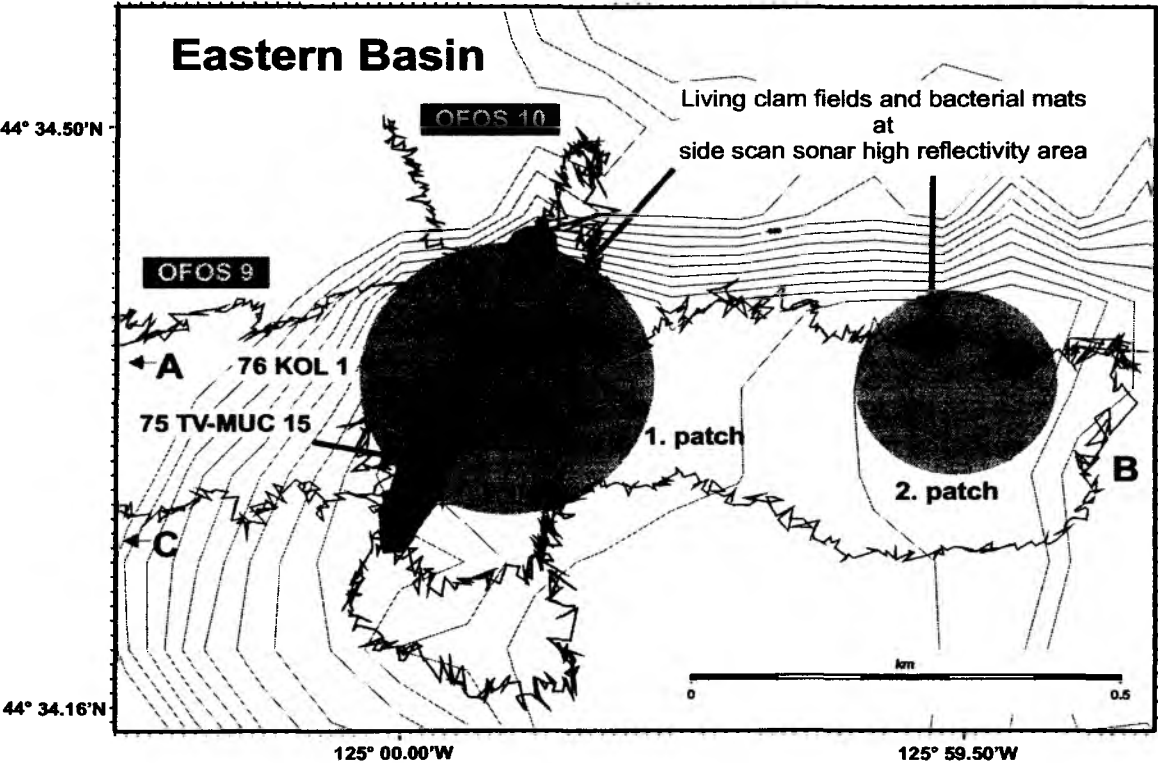 Eastern Basin
OFOS 10
Living clam fields and bacterial mats
at
side scan sonar high reflectivity area
44° 34.50'N
OFOS 9
A
76 KOL 1
75 TV-MUC 15
1. patch
2. patch
B
C
km
0
0.5
44° 34.16'N
125° 00.00'W
125° 59.50'W